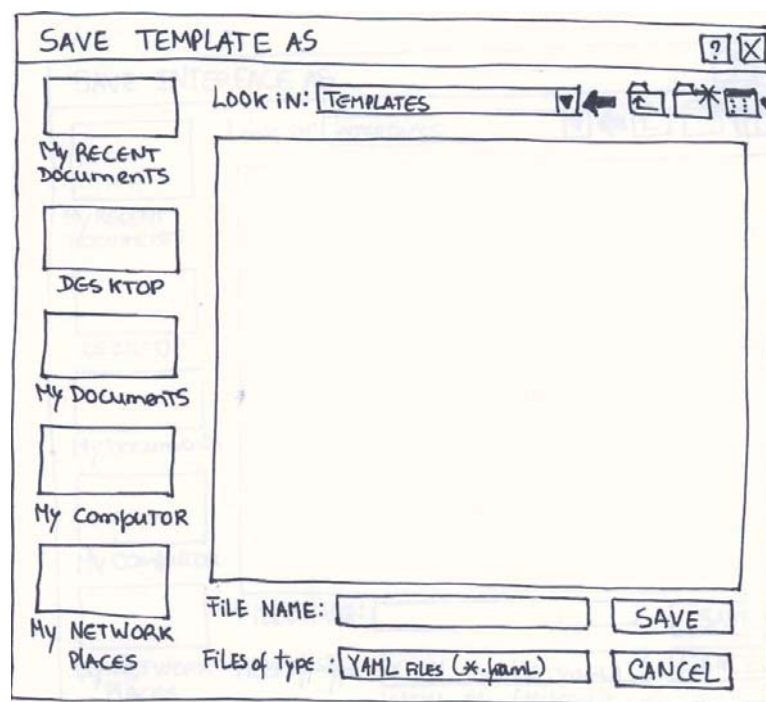 SAVE TEMPLATE AS
? X
LOOK iN: TEMPLATES
My RECENT
DocumenTS
DESKTOP
My DocumenTS
My CompuTOR
My NETWORK
PLACES
FiLE NAME:
SAVE
FiLES of type: YAML FILES (*.yaml)
CANCEL